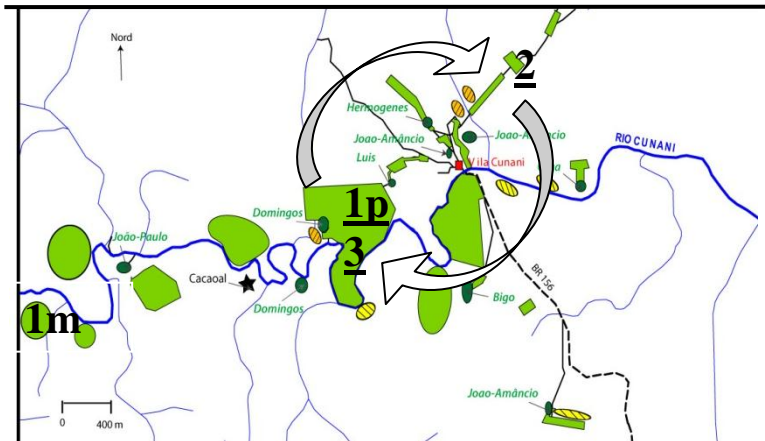 Nord
2
Hermogenes
Joao-Amâncio
Joao-Amâncio
RIO CUNANI
Luis
Vila Cunani
1p
Domingos
3
João-Paulo
Cacaoal
BR 156
Domingos
Bigo
1m
Joao-Amâncio
0 400 m